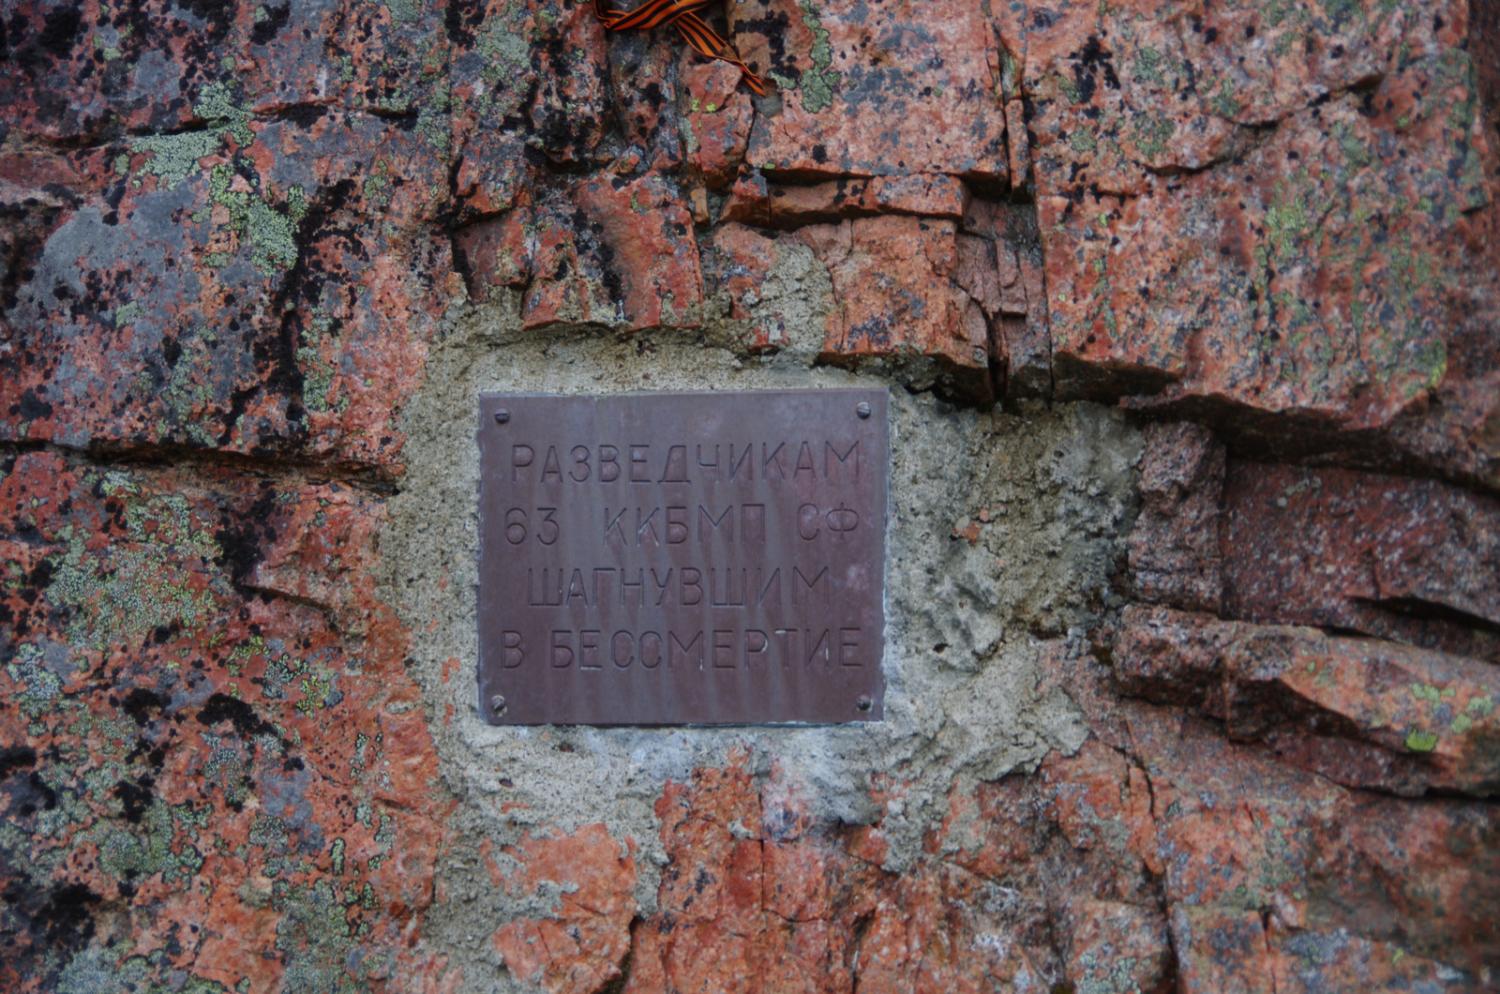 РАЗВЕДЧИКАМ
63 ККБМП СФ
ШАГНУВШИМ
В БЕССМЕРТИЕ